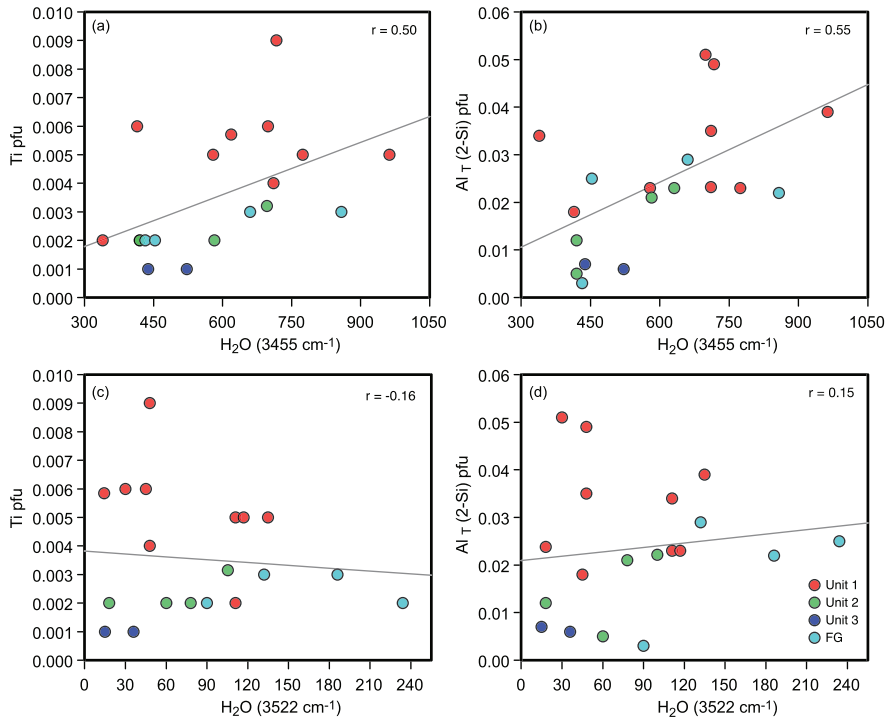 (a)
r = 0.50
0.010
0.009
0.008
0.007
0.006
0.005
0.004
0.003
0.002
0.001
0.000
Ti pfu
300 450 600 750 900 1050
H2O (3455 cm-1)
(b)
r = 0.55
0.06
0.05
0.04
0.03
0.02
0.01
0.00
Al T (2-Si) pfu
300 450 600 750 900 1050
H2O (3455 cm-1)
(c)
r = -0.16
0.010
0.009
0.008
0.007
0.006
0.005
0.004
0.003
0.002
0.001
0.000
Ti pfu
0 30 60 90 120 150 180 210 240
H2O (3522 cm-1)
(d)
r = 0.15
0.06
0.05
0.04
0.03
0.02
0.01
0.00
Al T (2-Si) pfu
Unit 1
Unit 2
Unit 3
FG
0 30 60 90 120 150 180 210 240
H2O (3522 cm-1)